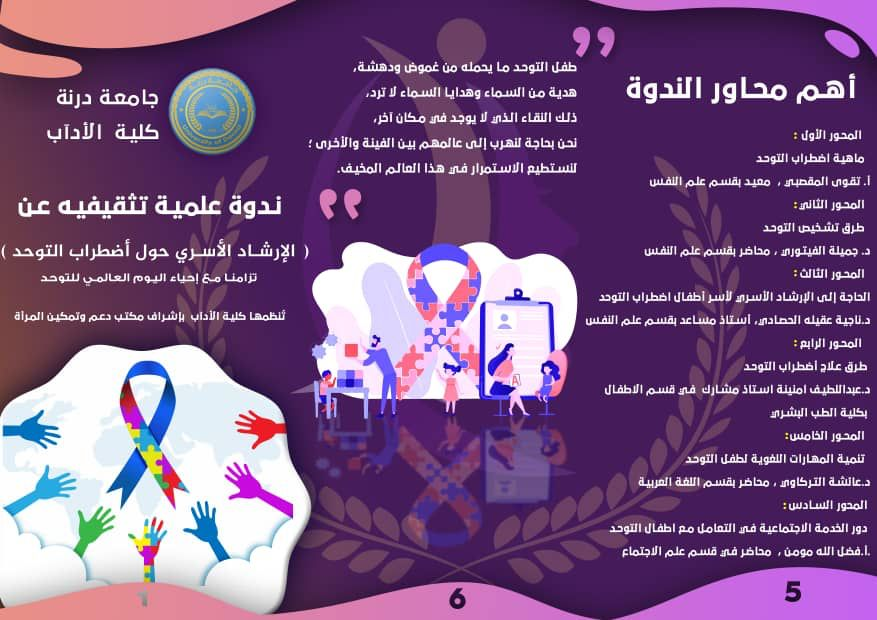 أهم محاور الندوة
المحور الأول :
ماهية اضطراب التوحد
أ. تقوى المقصبي ، معيد بقسم علم النفس
المحور الثاني:
طرق تشخيص التوحد
د. جميلة الفيتوري ، محاضر بقسم علم النفس
المحور الثالث:
الحاجة إلى الإرشاد الأسري لأسر أطفال اضطراب التوحد
د.ناجية عقيله الحصادي، أستاذ مساعد بقسم علم النفس
المحور الرابع:
طرق علاج أضطراب التوحد
د.عبداللطيف امنينة استاذ مشارك في قسم الاطفال
بكلية الطب البشري
المحور الخامس:
تنمية المهارات اللغوية لطفل التوحد
د.عائشة التركاوي ، محاضر بقسم اللغة العربية
المحور السادس:
دور الخدمة الاجتماعية في التعامل مع اطفال التوحد
أ.فضل الله مومن ، محاضر في قسم علم الاجتماع.
5
”
طفل التوحد ما يحمله من غموض ودهشة،
هدية من السماء وهدايا السماء لا ترد،
ذلك النقاء الذي لا يوجد في مكان آخر،
نحن بحاجة لنهرب إلى عالمهم بين الفينة والأخرى ؛
لنستطيع الاستمرار في هذا العالم المخيف.
“
6
جامعة درنة
كلية الأدآب
ندوة علمية تثقيفيه عن
( الإرشاد الأسري حول أضطراب التوحد )
تزامنا مع إحياء اليوم العالمي للتوحد
تُنظمها كلية الأداب بإشراف مكتب دعم وتمكين المرأة
1